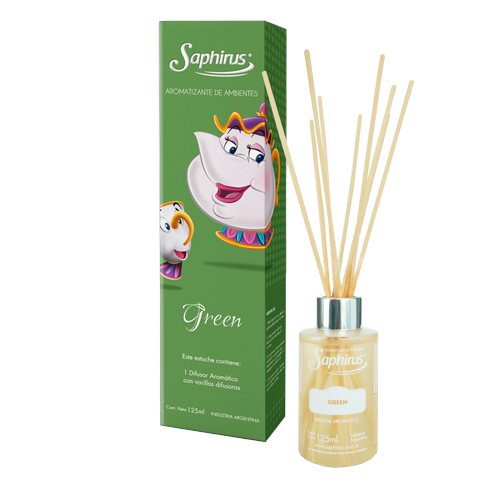 Saphirus®
AROMATIZANTE DE AMBIENTES
Green
Este estuche contiene:
1 Difusor Aromático
con varillas difusoras
Cont. Neto 125ml INDUSTRIA ARGENTINA
Saphirus
GREEN
125ml